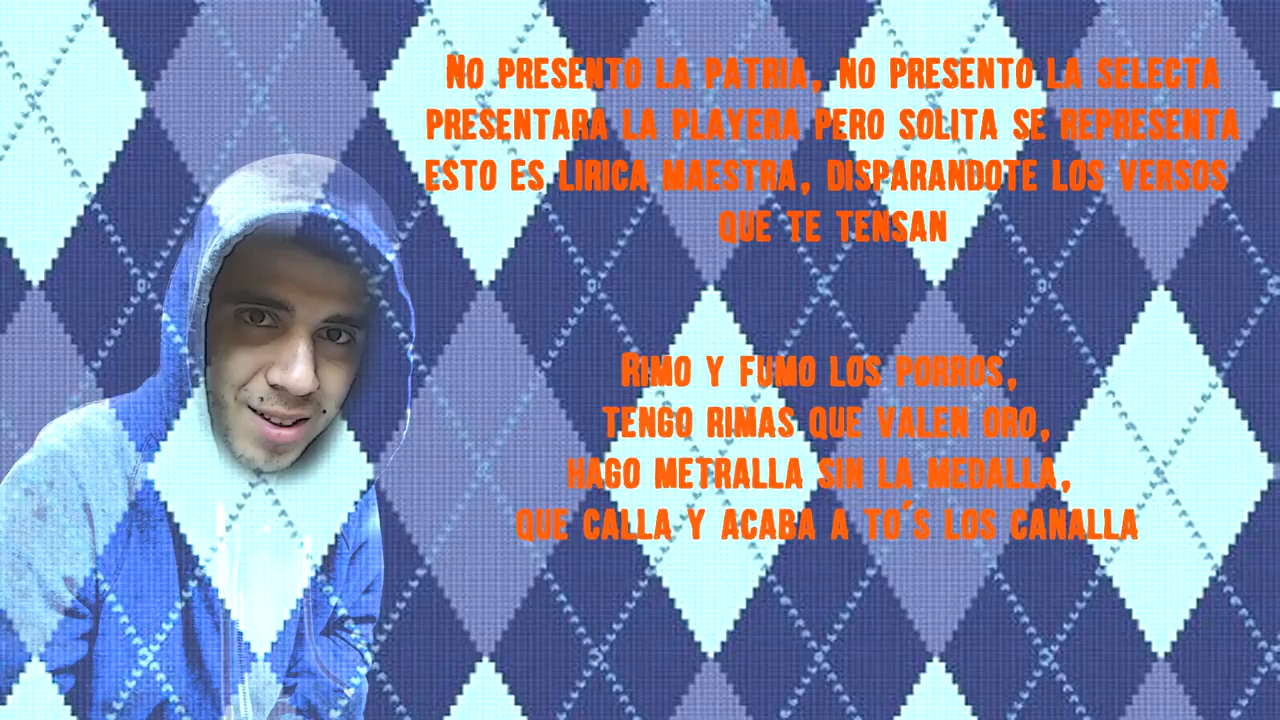 No presento la patria, no presento la selecta
presentara la playera pero solita se representa
esto es lirica maestra, disparandote los versos
que te tensan
Rimo y fumo los porros,
tengo rimas que valen oro,
hago metralla sin la medalla,
que calla y acaba a to´s los canalla